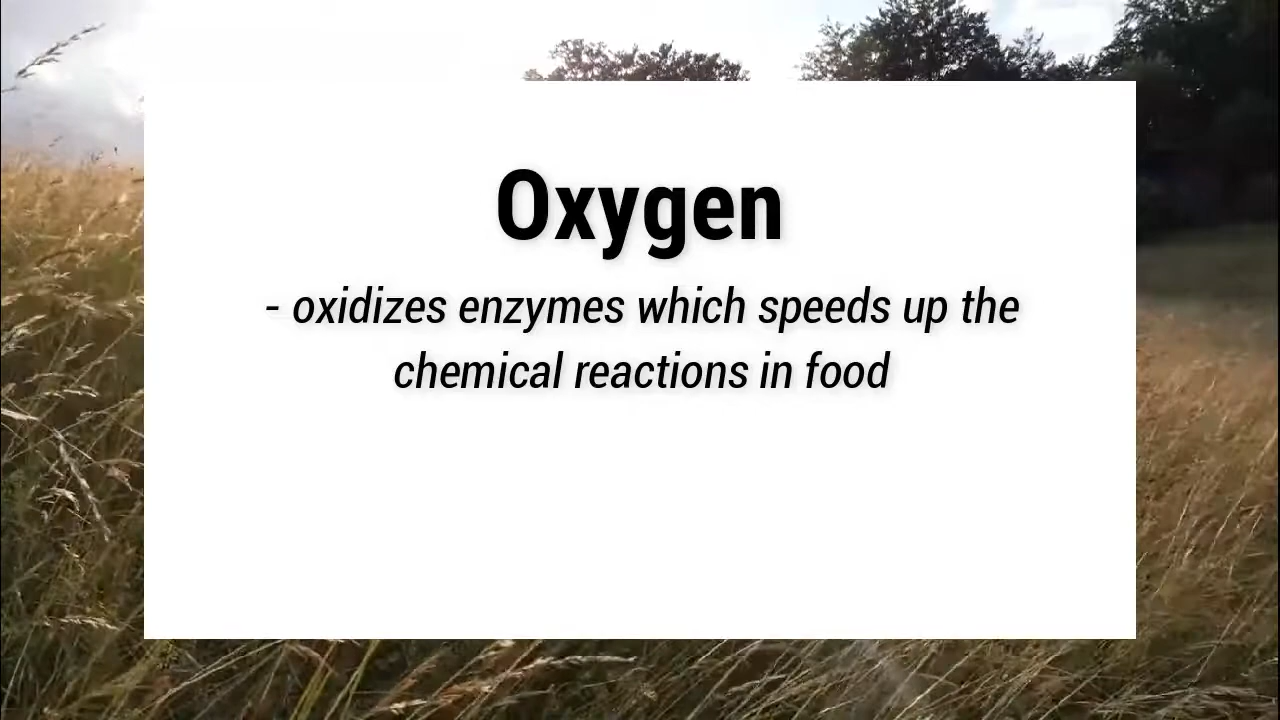 Oxygen
- oxidizes enzymes which speeds up the
chemical reactions in food